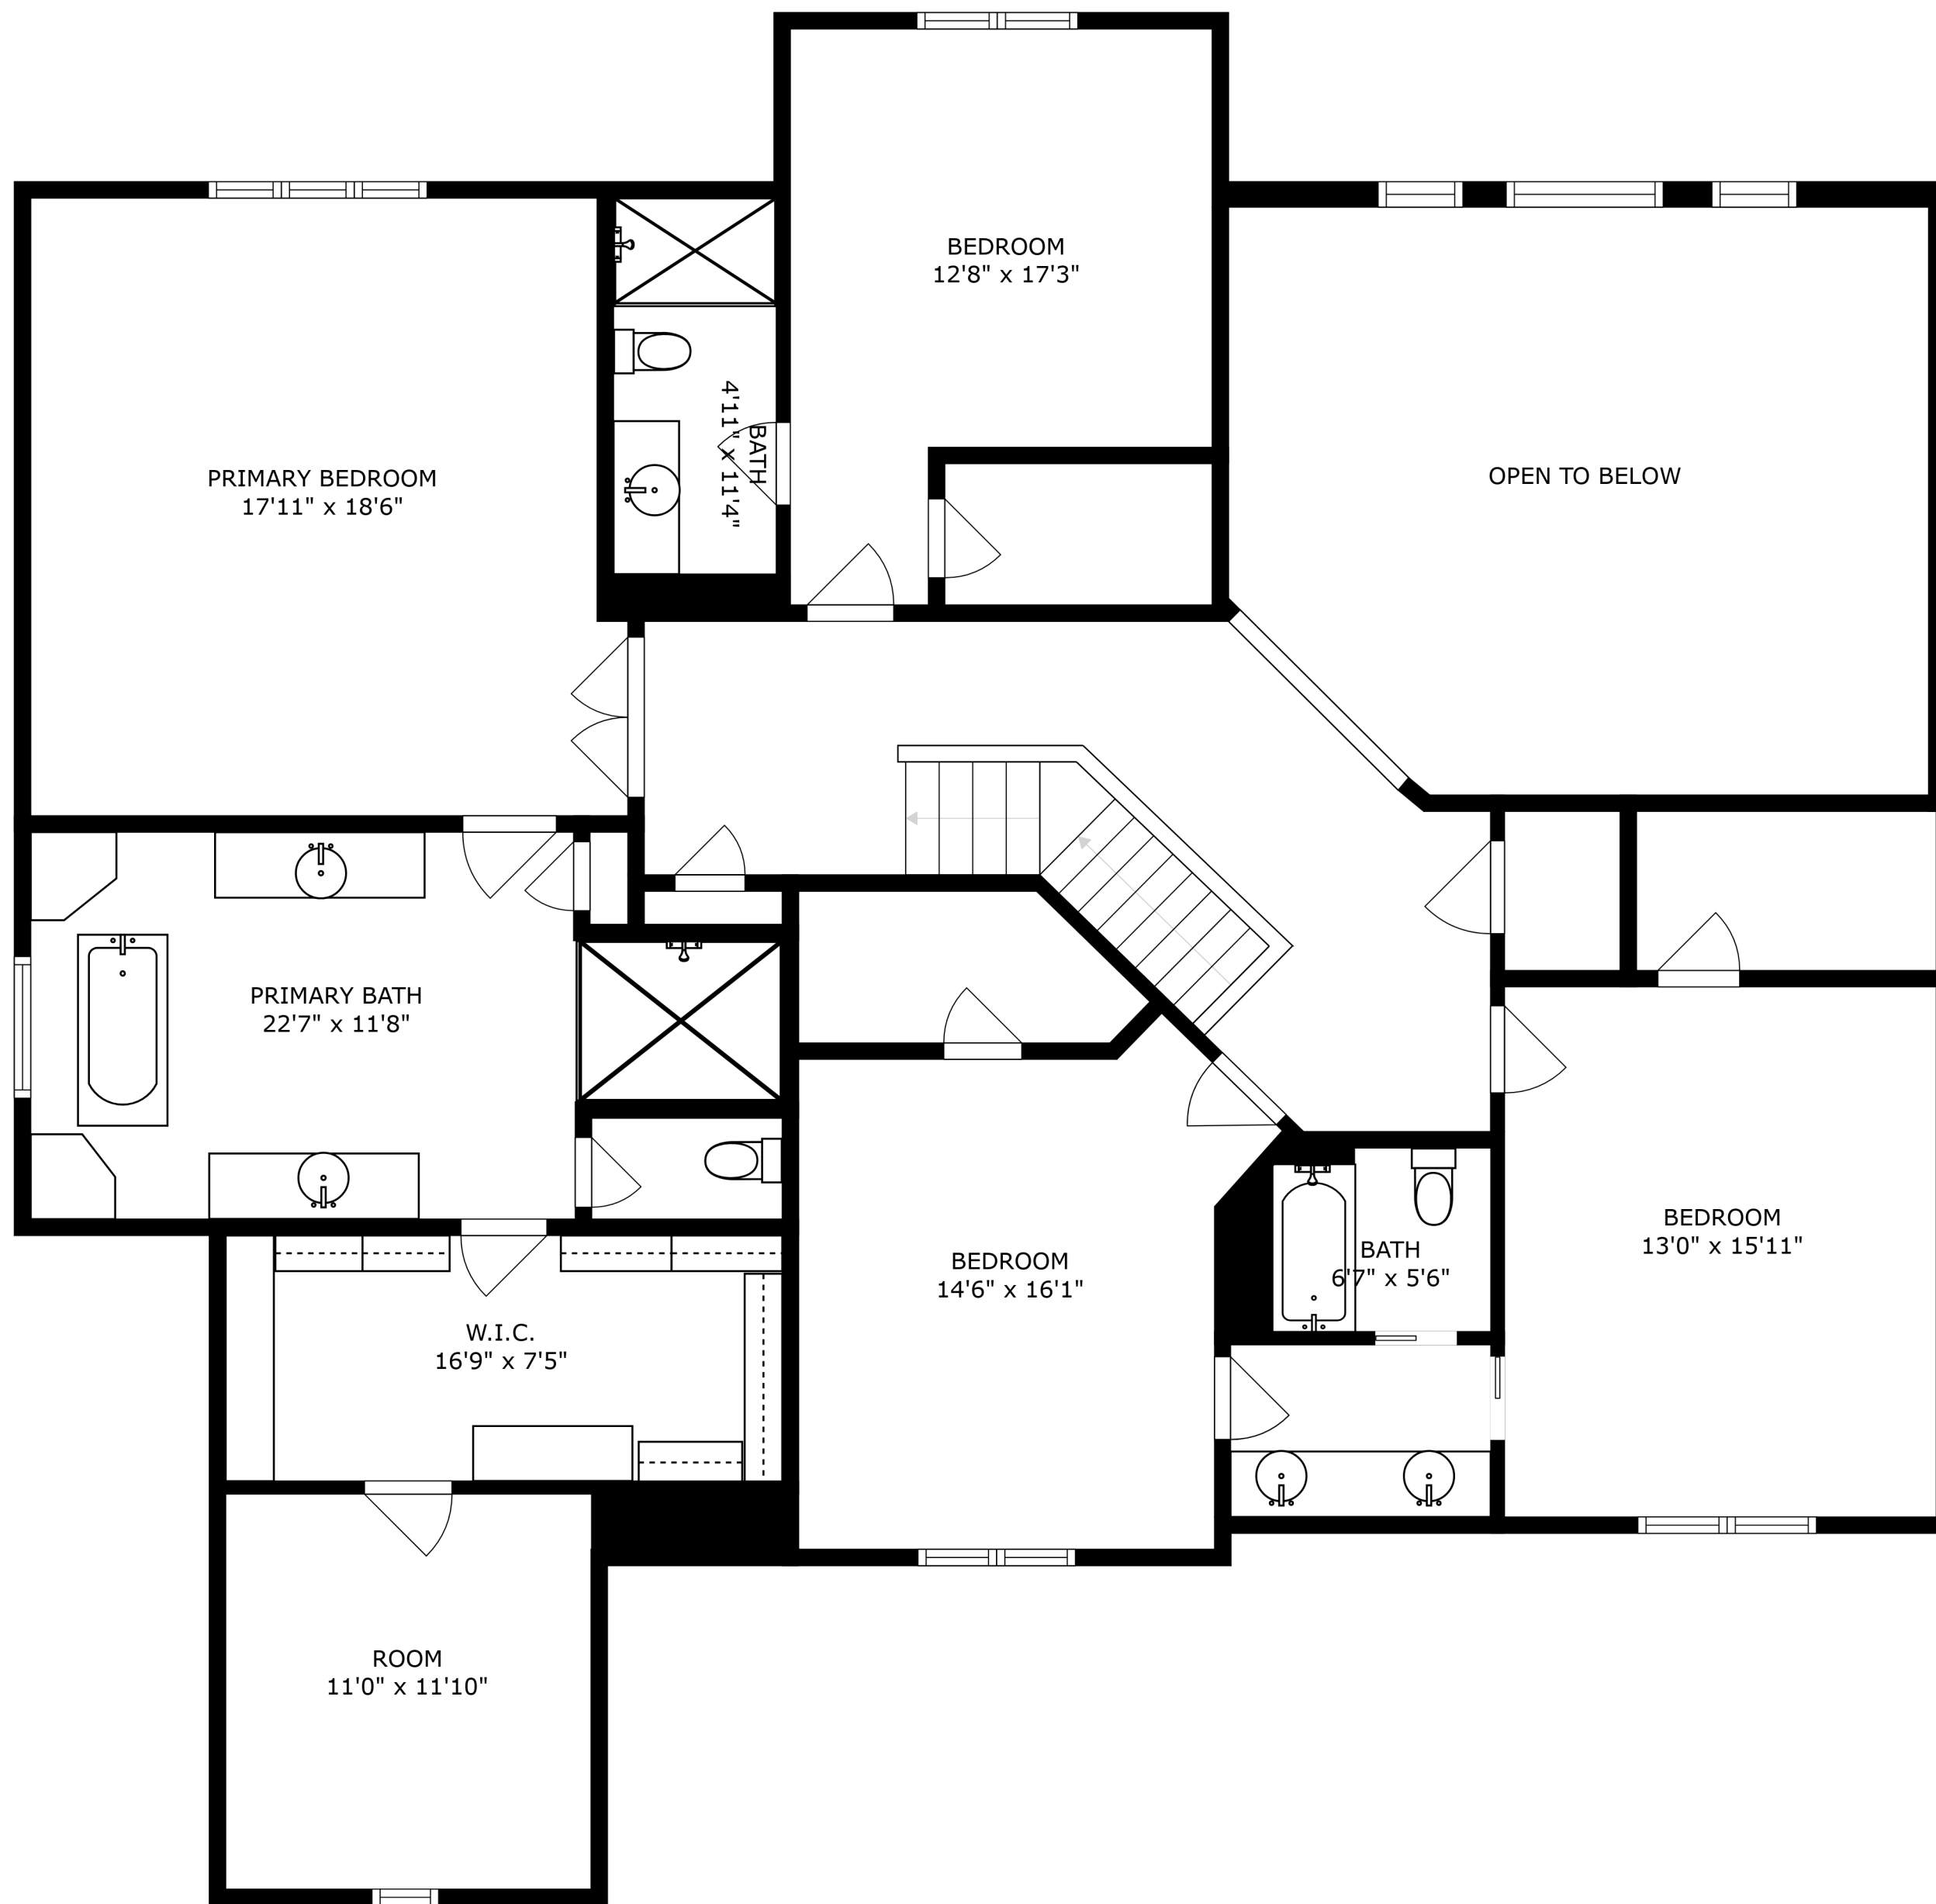 BEDROOM
12'8" x 17'3"
PRIMARY BEDROOM
17'11" x 18'6"
BATH
4'11" x 11'4"
OPEN TO BELOW
PRIMARY BATH
22'7" x 11'8"
BEDROOM
14'6" x 16'1"
BATH
6'7" x 5'6"
BEDROOM
13'0" x 15'11"
W.I.C.
16'9" x 7'5"
ROOM
11'0" x 11'10"